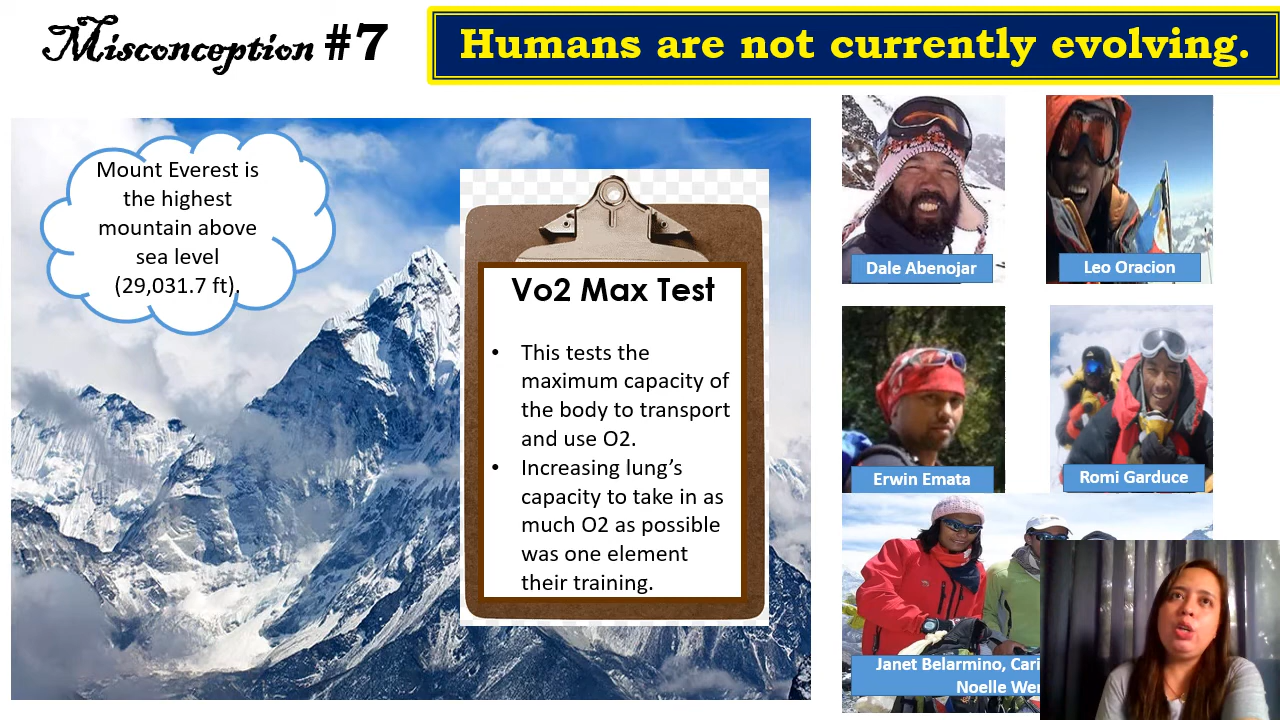 Misconception #7
Humans are not currently evolving.
Mount Everest is
the highest
mountain above
sea level
(29,031.7 ft).
Vo2 Max Test
• This tests the
maximum capacity of
the body to transport
and use O2.
• Increasing lung's
capacity to take in as
much O2 as possible
was one element
their training.
Dale Abenojar
Leo Oracion
Erwin Emata
Romi Garduce
Janet Belarmino,
Noelle